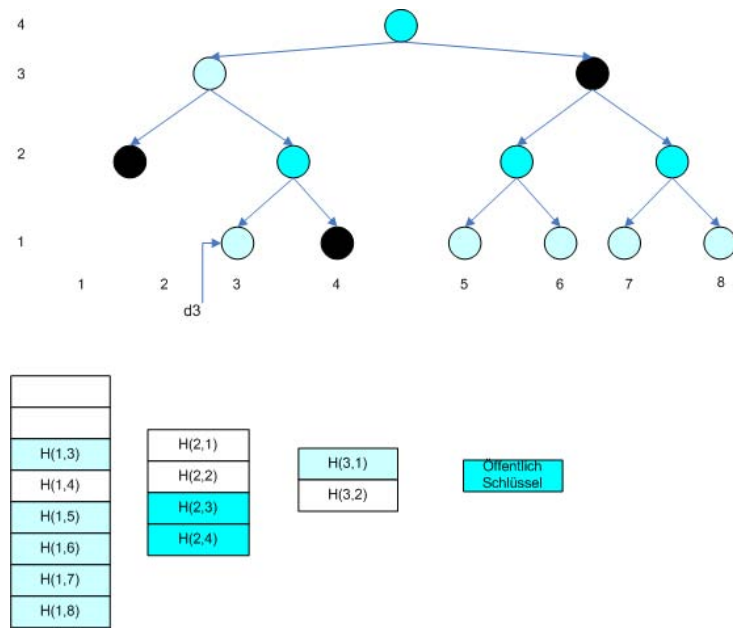 4
3
2
1
1 2 3 4 5 6 7 8
d3
H(1,3)
H(1,4)
H(1,5)
H(1,6)
H(1,7)
H(1,8)
H(2,1)
H(2,2)
H(2,3)
H(2,4)
H(3,1)
H(3,2)
Öffentlich
Schlüssel